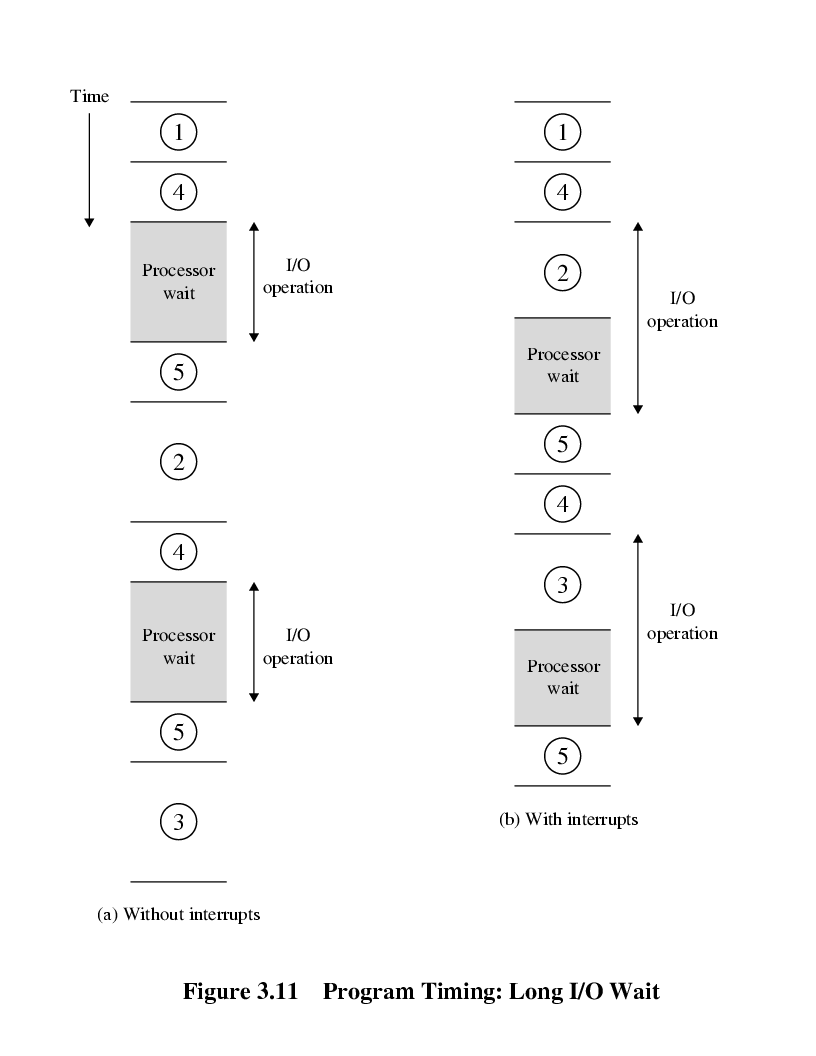 Time
1
4
Processor
wait
I/O
operation
5
2
4
Processor
wait
I/O
operation
5
3
(a) Without interrupts
1
4
2
Processor
wait
I/O
operation
5
4
3
Processor
wait
I/O
operation
5
(b) With interrupts
Figure 3.11 Program Timing: Long I/O Wait